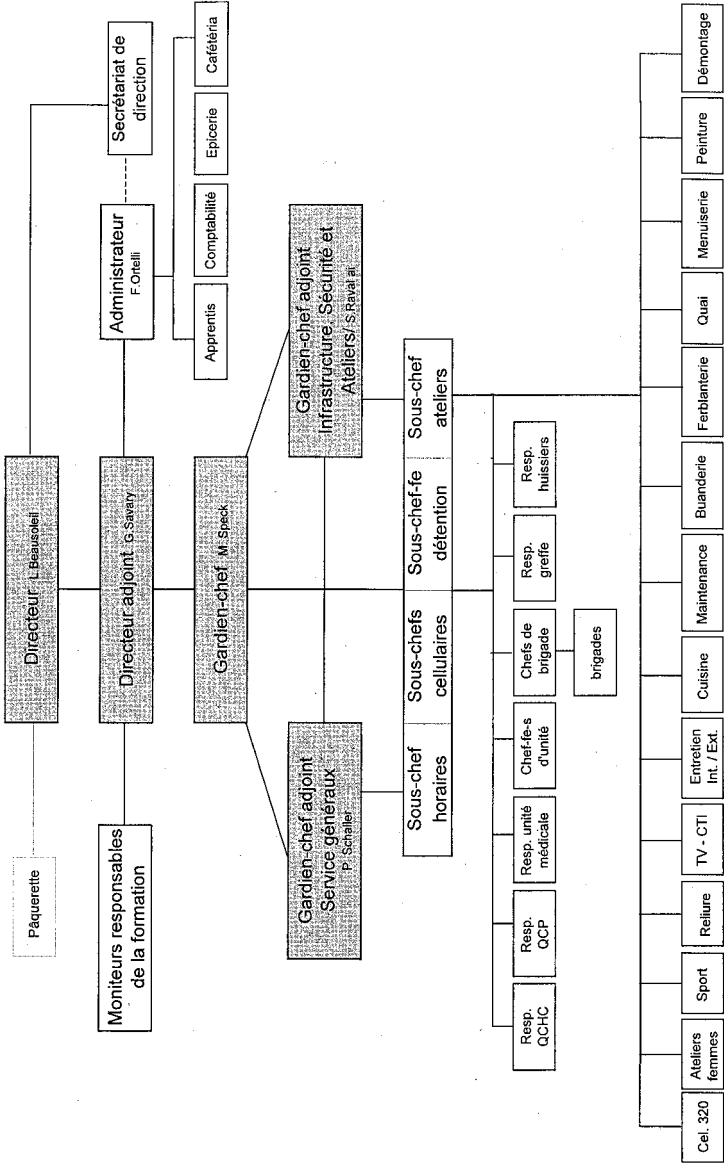 Pâquerette
Directeur L.Beausoleil
Secrétariat de
direction
Moniteurs responsables
de la formation
Directeur adjoint G.Savary
Administrateur
F.Ortelli
Apprentis
Comptabilité
Epicerie
Cafétéria
Gardien-chef M. Speck
Gardien-chef adjoint
Service généraux
P. Schaller
Gardien-chef adjoint
Infrastructure, Sécurité et
Ateliers/
Sous-chef
horaires
Sous-chefs
cellulaires
Sous-chef-fe
détention
Sous-chef
ateliers
Resp.
QCHC
Resp.
QCP
Resp. unité
médicale
Chef-fe-s
d'unité
Chefs de
brigade
Resp.
greffe
Resp.
huissiers
brigades
Cel. 320
Ateliers
femmes
Sport
Reliure
TV - CTI
Entretien
Int. / Ext.
Cuisine
Maintenance
Buanderie
Ferblanterie
Quai
Menuiserie
Peinture
Démontage